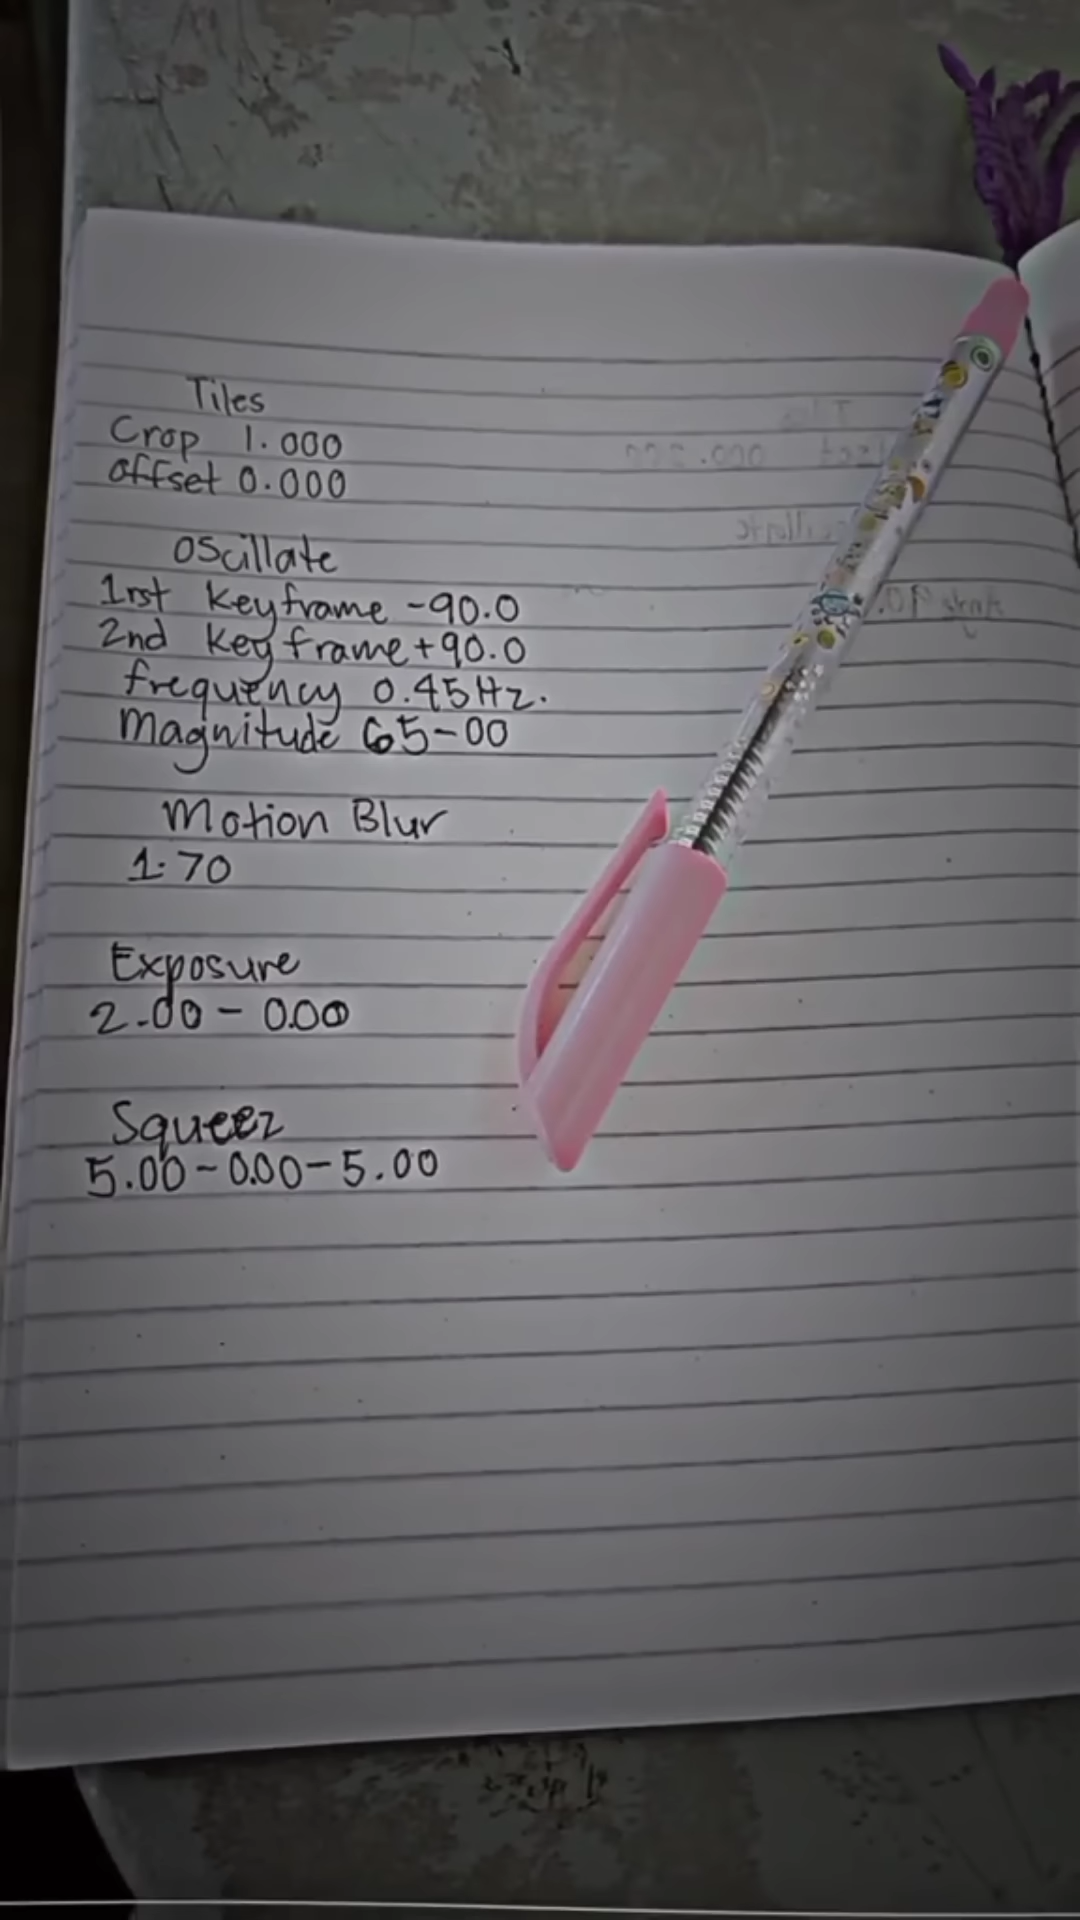 Tiles
Crop 1.000
offset 0.000
Oscillate
1rst keyframe -90.0
2nd keyframe +90.0
frequency 0.45Hz.
Magnitude 65-00
Motion Blur
1.70
Exposure
2.00 - 0.00
Squeez
5.00-0.00-5.00